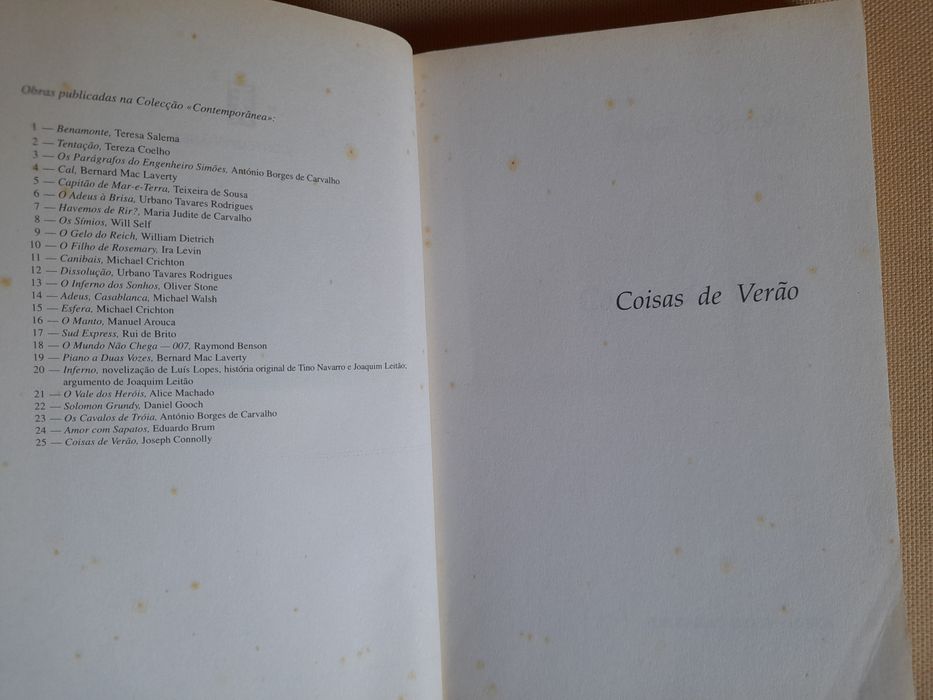 Obras publicadas na Colecção «Contemporânea»:
1 — Benamonte, Teresa Salema
2 — Tentação, Tereza Coelho
3 — Os Parágrafos do Engenheiro Simões, António Borges de Carvalho
4 — Cal, Bernard Mac Laverty
5 — Capitão de Mar-e-Terra, Teixeira de Sousa
6 — O Adeus à Brisa, Urbano Tavares Rodrigues
7 — Havemos de Rir?, Maria Judite de Carvalho
8 — Os Símios, Will Self
9 — O Gelo do Reich, William Dietrich
10 — O Filho de Rosemary, Ira Levin
11 — Canibais, Michael Crichton
12 — Dissolução, Urbano Tavares Rodrigues
13 — O Inferno dos Sonhos, Oliver Stone
14 — Adeus, Casablanca, Michael Walsh
15 — Esfera, Michael Crichton
16 — O Manto, Manuel Arouca
17 — Sud Express, Rui de Brito
18 — O Mundo Não Chega — 007, Raymond Benson
19 — Piano a Duas Vozes, Bernard Mac Laverty
20 — Inferno, novelização de Luís Lopes, história original de Tino Navarro e Joaquim Leitão,
argumento de Joaquim Leitão
21 — O Vale dos Heróis, Alice Machado
22 — Solomon Grundy, Daniel Gooch
23 — Os Cavalos de Tróia, António Borges de Carvalho
24 — Amor com Sapatos, Eduardo Brum
25 — Coisas de Verão, Joseph Connolly
Coisas de Verão